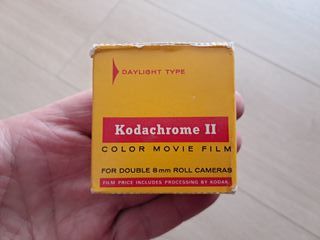 DAYLIGHT TYPE
Kodachrome II
COLOR MOVIE FILM
FOR DOUBLE 8mm ROLL CAMERAS
FILM PRICE INCLUDES PROCESSING BY KODAK